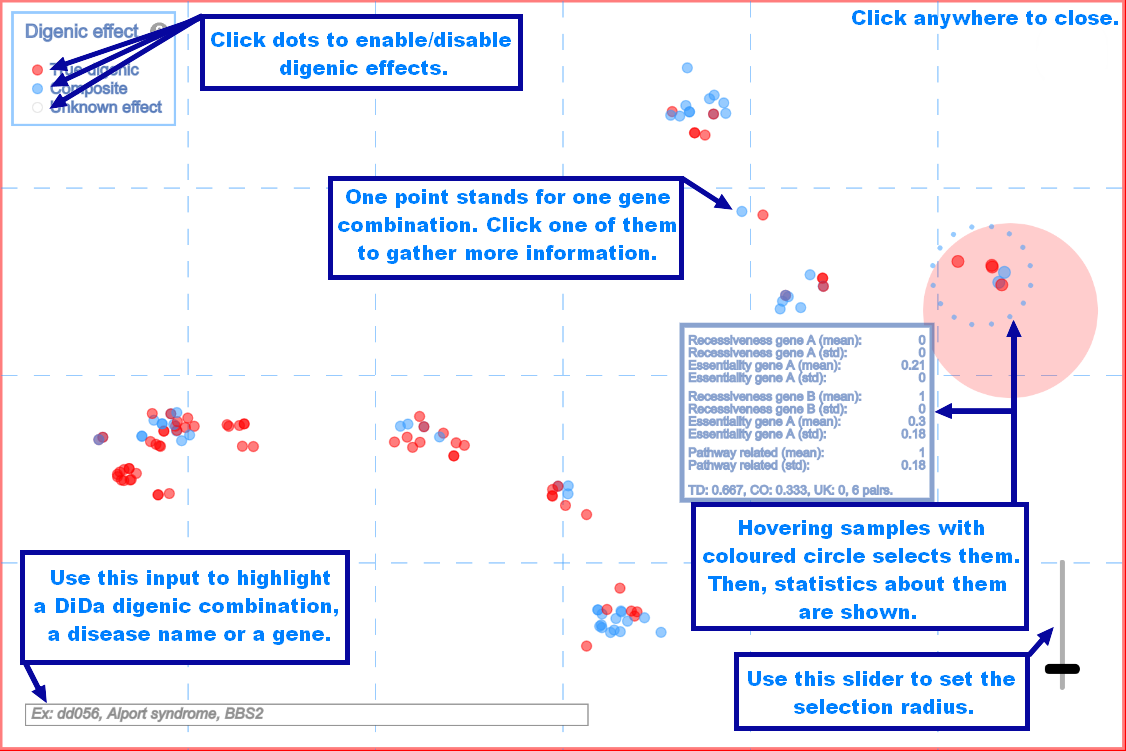 Click anywhere to close.
Digenic effect
Click dots to enable/disable
digenic effects.
True digenic
Composite
Unknown effect
One point stands for one gene
combination. Click one of them
to gather more information.
Recessiveness gene A (mean): 0
Recessiveness gene A (std): 0
Essentiality gene A (mean): 0.21
Essentiality gene A (std): 0
Recessiveness gene B (mean): 1
Recessiveness gene B (std): 0
Essentiality gene A (mean): 0.3
Essentiality gene A (std): 0.18
Pathway related (mean): 1
Pathway related (std): 0.18
TD: 0.667, CO: 0.333, UK: 0, 6 pairs.
Hovering samples with
coloured circle selects them.
Then, statistics about them
are shown.
Use this input to highlight
a DiDa digenic combination,
a disease name or a gene.
Use this slider to set the
selection radius.
Ex: dd056, Alport syndrome, BBS2